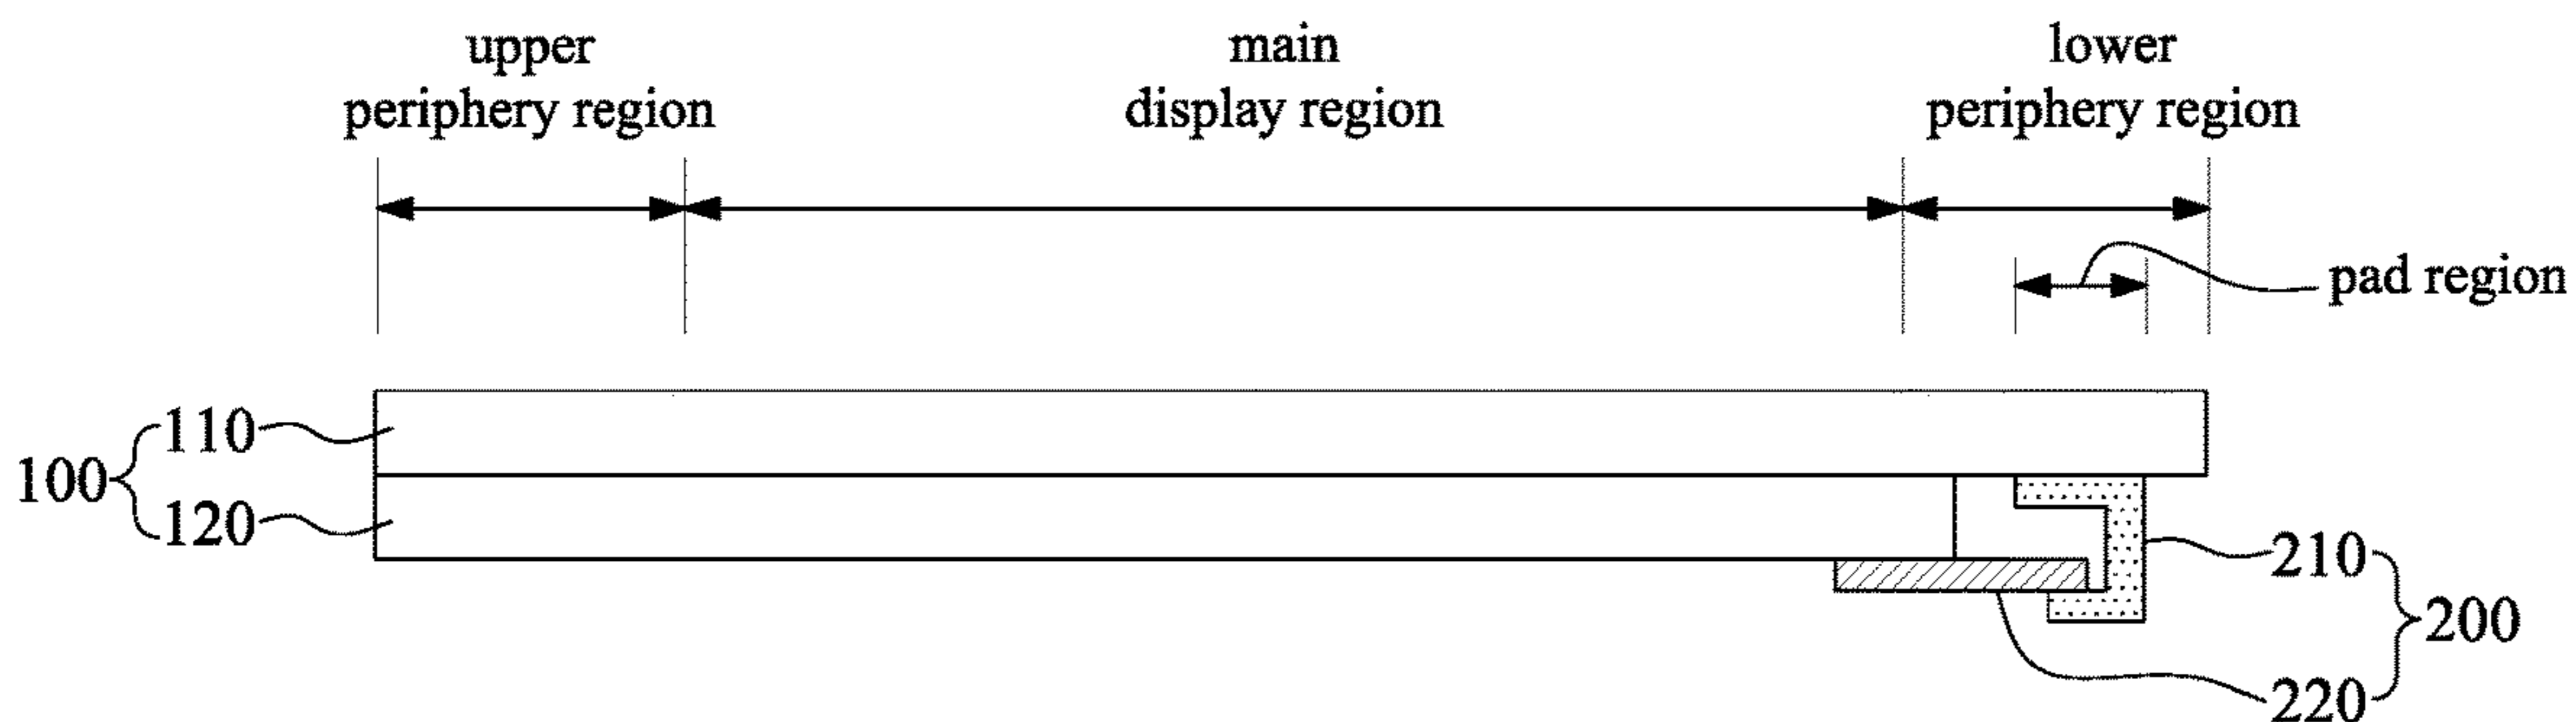 upper
periphery region
main
display region
lower
periphery region
pad region
100
110
120
210
200
220